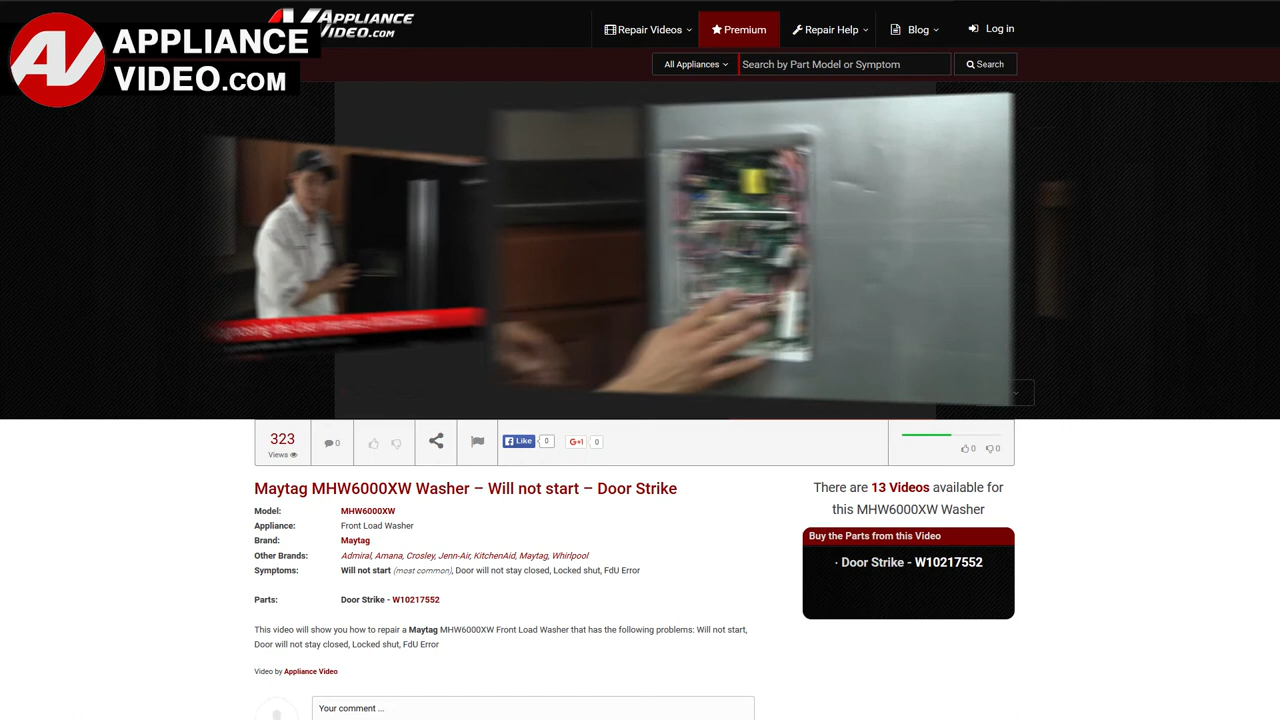 APPLIANCE
VIDEO.COM
APPLIANCE
VIDEO.COM
Repair Videos
Premium
Repair Help
Blog
Log in
All Appliances
Search by Part Model or Symptom
Search
323
Views
0
Like
0
G+1
0
0
0
Maytag MHW6000XW Washer – Will not start – Door Strike
Model: MHW6000XW
Appliance: Front Load Washer
Brand: Maytag
Other Brands: Admiral, Amana, Crosley, Jenn-Air, KitchenAid, Maytag, Whirlpool
Symptoms: Will not start (most common), Door will not stay closed, Locked shut, FdU Error
Parts: Door Strike - W10217552
This video will show you how to repair a Maytag MHW6000XW Front Load Washer that has the following problems: Will not start,
Door will not stay closed, Locked shut, FdU Error
Video by Appliance Video
Your comment ...
There are 13 Videos available for
this MHW6000XW Washer
Buy the Parts from this Video
· Door Strike - W10217552